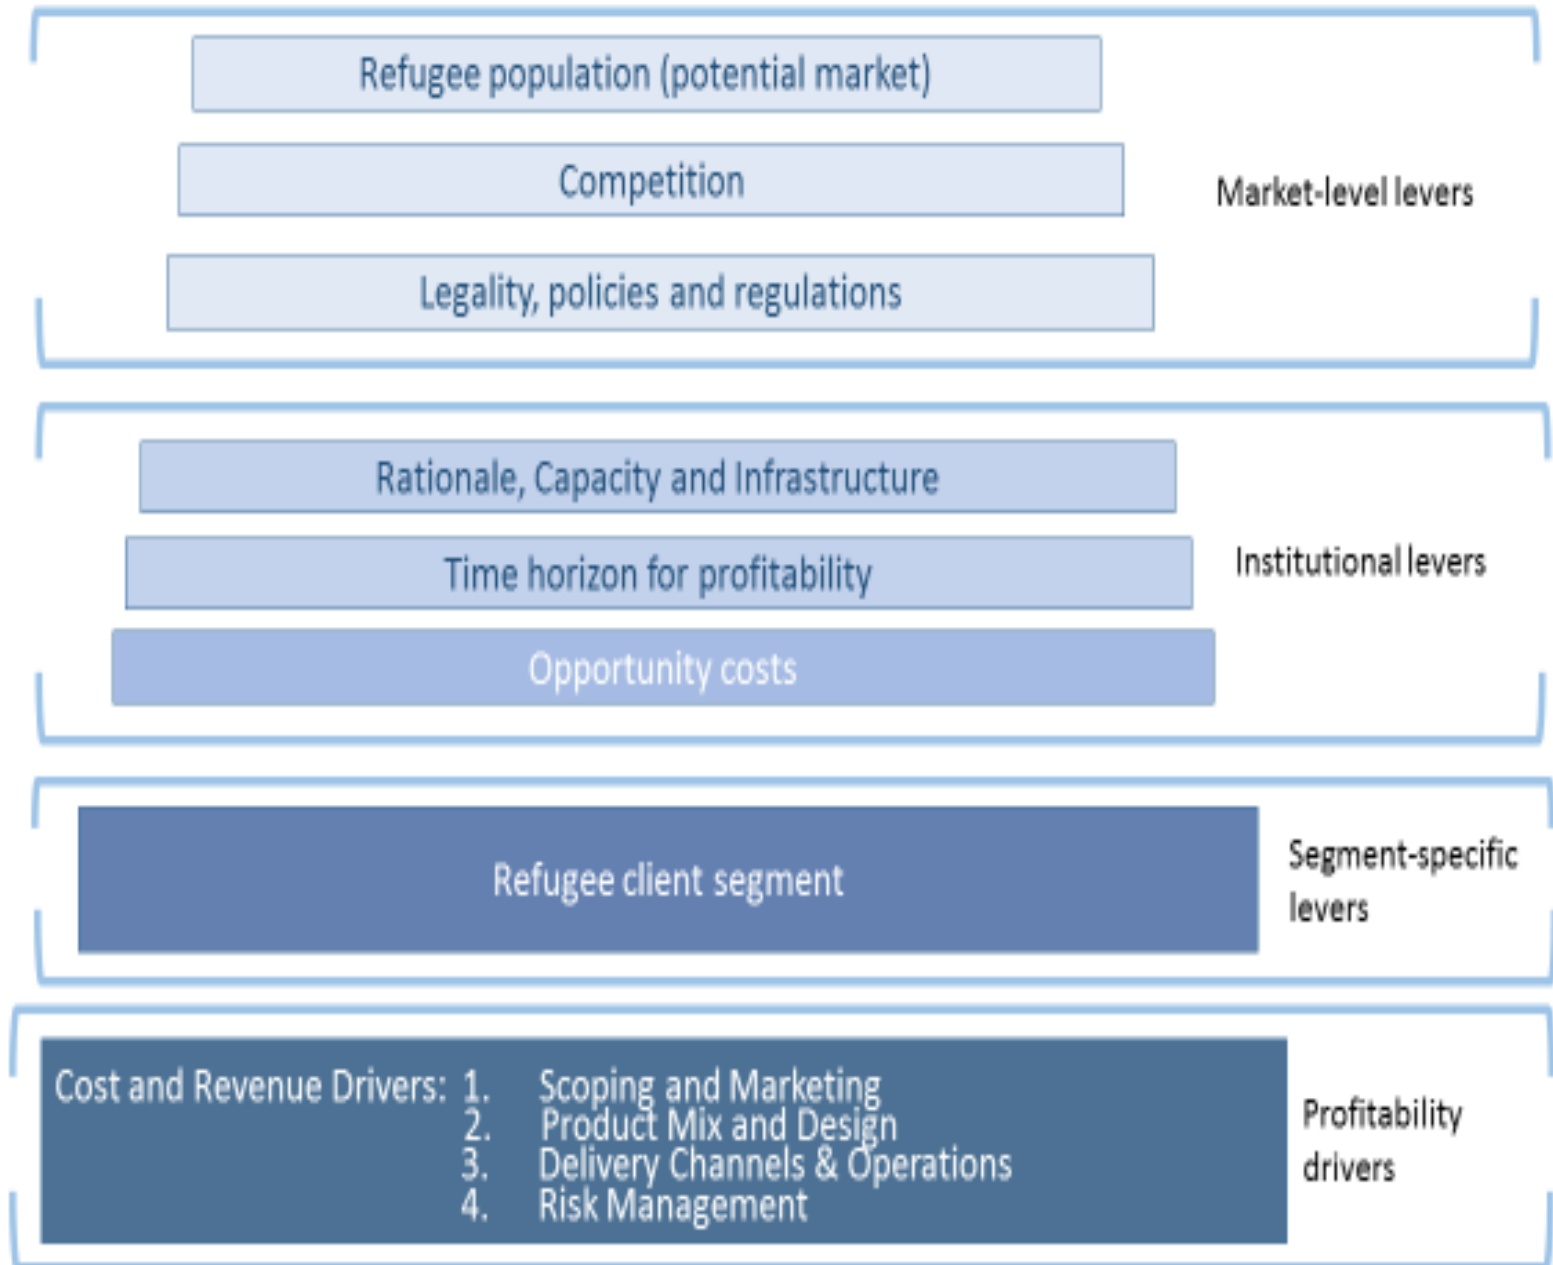 Refugee population (potential market)
Competition
Market-level levers
Legality, policies and regulations
Rationale, Capacity and Infrastructure
Time horizon for profitability
Institutional levers
Opportunity costs
Refugee client segment
Segment-specific
levers
Cost and Revenue Drivers: 1. Scoping and Marketing
2. Product Mix and Design
3. Delivery Channels & Operations
4. Risk Management
Profitability
drivers